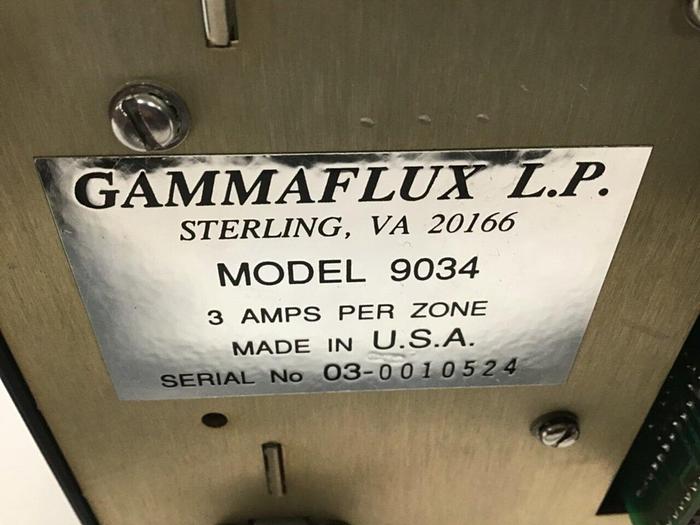 GAMMAFLUX L.P.
STERLING, VA 20166
MODEL 9034
3 AMPS PER ZONE
MADE IN U.S.A.
SERIAL No 03-0010524